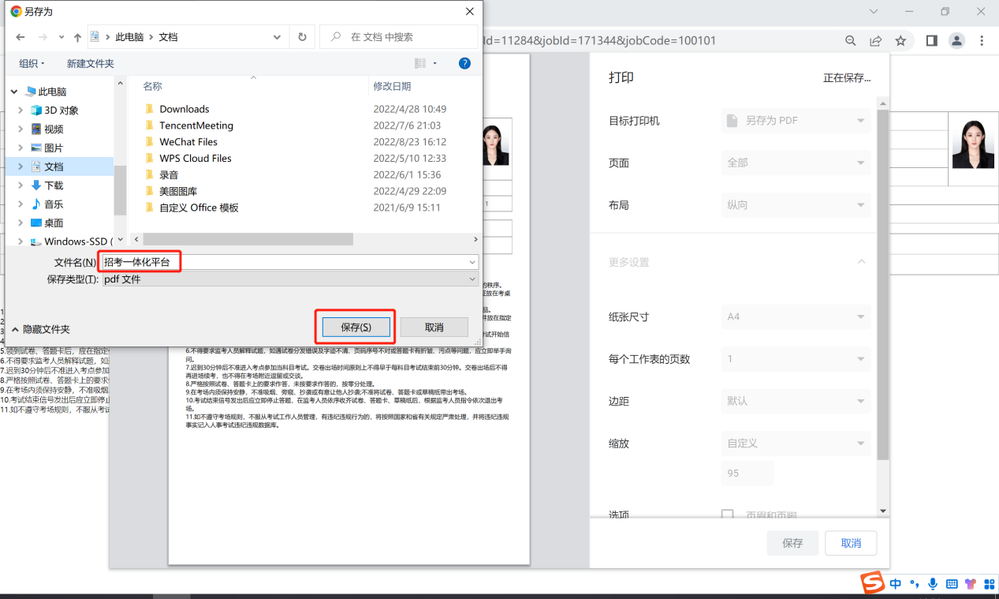 另存为
此电脑 文档
在 文档 中搜索
组织
新建文件夹
此电脑
3D 对象
视频
图片
文档
下载
音乐
桌面
Windows-SSD (
名称 修改日期
Downloads 2022/4/28 10:49
TencentMeeting 2022/7/6 21:03
WeChat Files 2022/8/23 16:12
WPS Cloud Files 2022/5/10 12:33
录音 2022/6/1 15:36
美图图库 2022/4/29 22:09
自定义 Office 模板 2021/6/9 15:11
文件名(N) 招考一体化平台
保存类型(T): pdf 文件
隐藏文件夹
保存(S)
取消
Id=11284&jobId=171344&jobCode=100101
打印
正在保存...
目标打印机 另存为 PDF
页面 全部
布局 纵向
更多设置
纸张尺寸 A4
每个工作表的页数 1
边距 默认
缩放 自定义
95
选项 页眉和页脚
保存
取消
1
的秩序。
放在考桌
品。
放在指定
试开始信
6.不得要求监考人员解释试题，如遇试卷分发错误及字迹不清、页码序号不对或答题卡有折皱、污点等问题，应立即举手询
问。
7.迟到30分钟后不准进入考点参加当科目考试。交卷出场时间原则上不得早于每科目考试结束前30分钟。交卷出场后不得
再进场续考，也不得在考场附近逗留或交谈。
8.严格按照试卷、答题卡上的要求作答，未按要求作答的，按零分处理。
9.在考场内须保持安静，不准吸烟、旁窥、抄袭或有意让他人抄袭;不准将试卷、答题卡或草稿纸带出考场。
10.考试结束信号发出后应立即停止答题，在监考人员依序收齐试卷、答题卡、草稿纸后，根据监考人员指令依次退出考
场。
11.如不遵守考场规则，不服从考试工作人员管理，有违纪违规行为的，将按照国家和省有关规定严肃处理，并将违纪违规
事实记入人事考试违纪违规数据库。
1
2
3
4
5.领到试卷、答题卡后，应在指定
6.不得要求监考人员解释试题，如
7.迟到30分钟后不准进入考点参加
8.严格按照试卷、答题卡上的要求
9.在考场内须保持安静，不准吸烟
10.考试结束信号发出后应立即停止
11.如不遵守考场规则，不服从考试
中